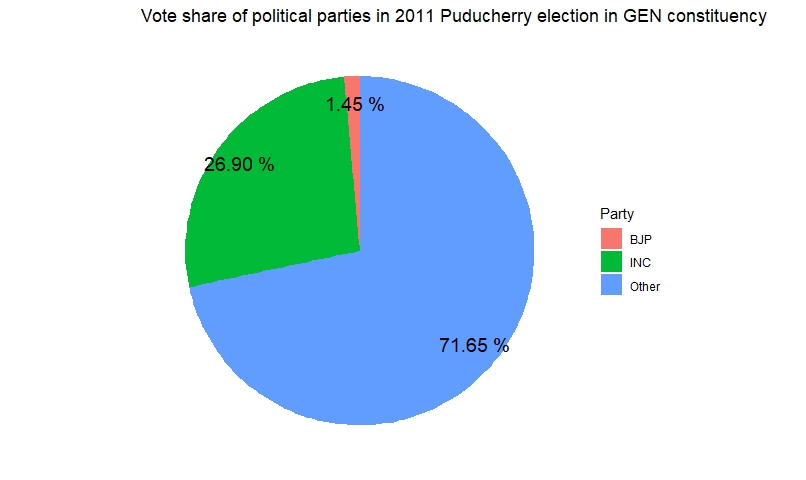 Vote share of political parties in 2011 Puducherry election in GEN constituency
1.45 %
26.90 %
71.65 %
Party
BJP
INC
Other